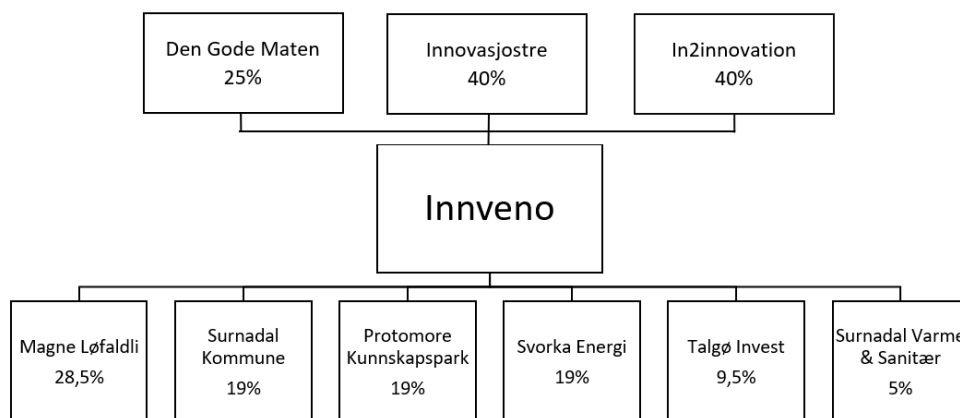 Den Gode Maten
25%
Innovasjostre
40%
In2innovation
40%
Innveno
Magne Løfaldli
28,5%
Surnadal
Kommune
19%
Protomore
Kunnskapspark
19%
Svorka Energi
19%
Talgø Invest
9,5%
Surnadal Varme
& Sanitær
5%